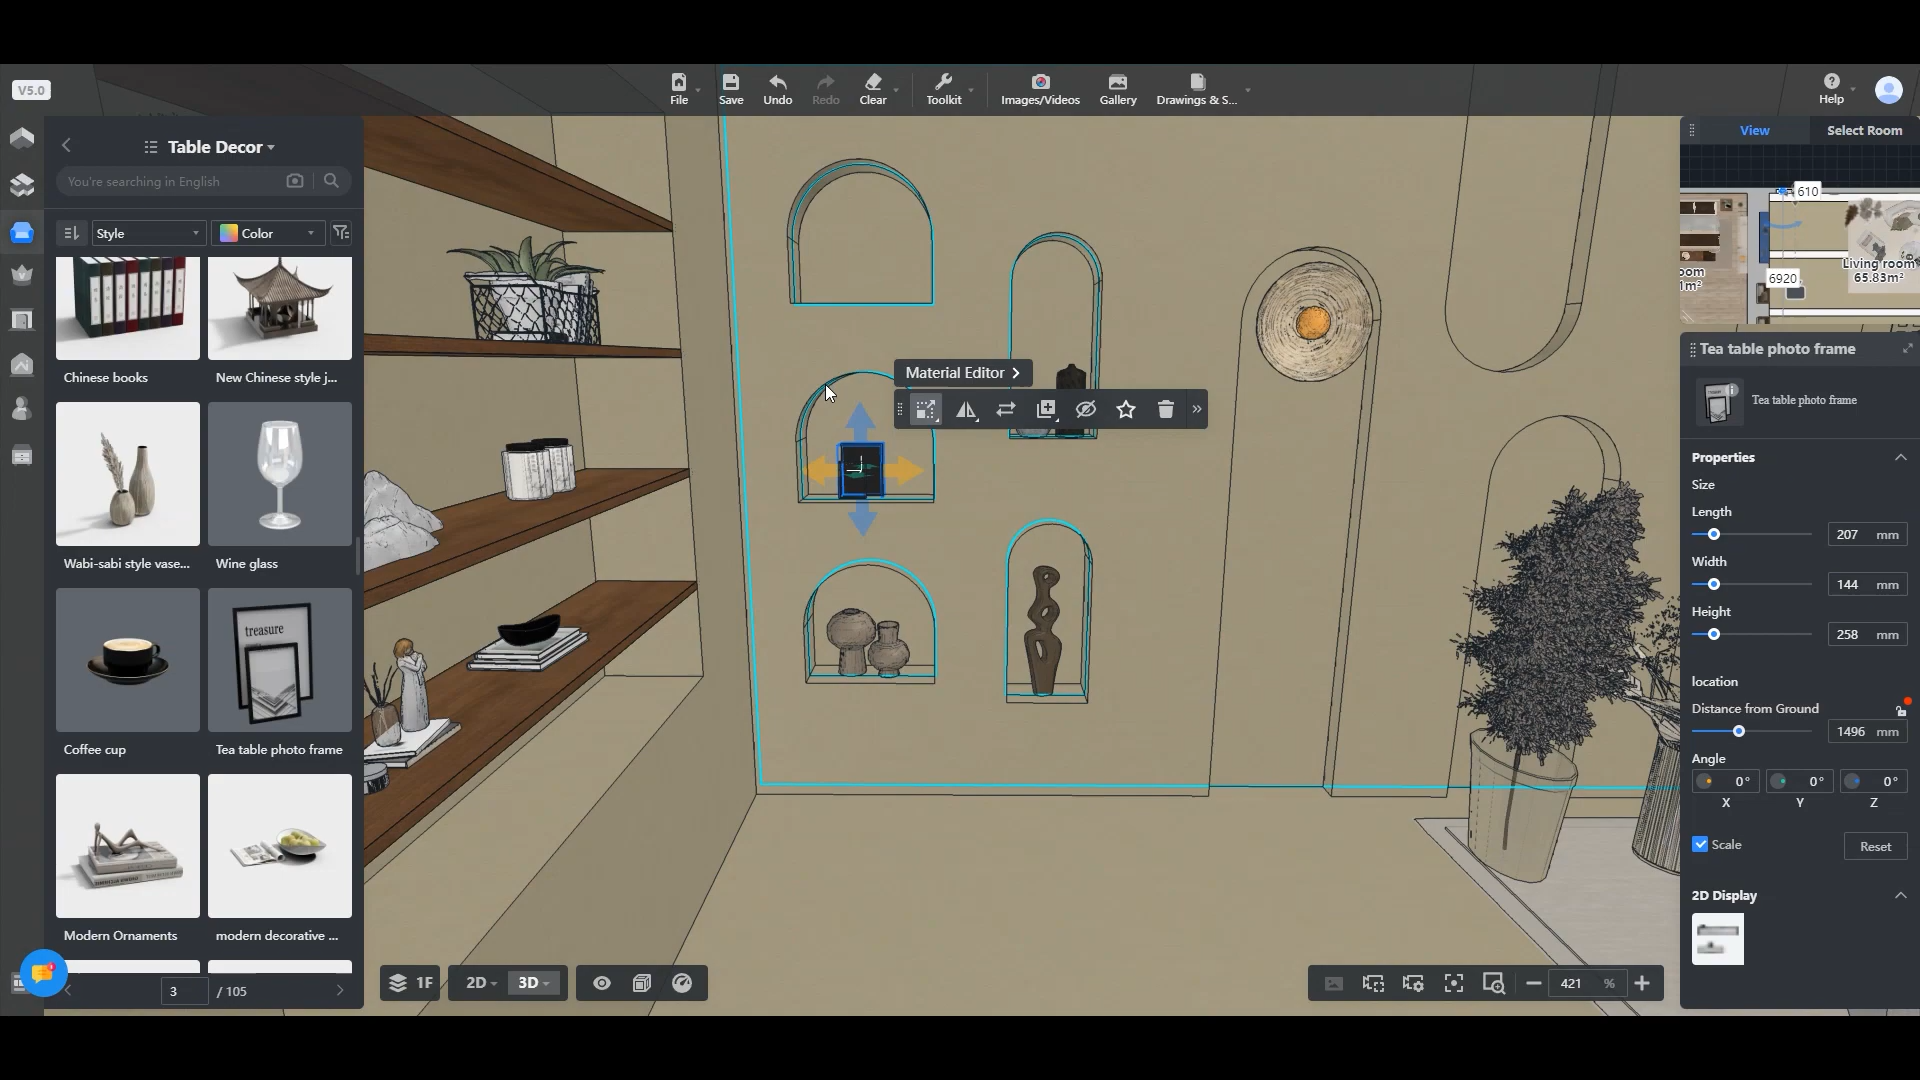 V5.0
File
Save
Undo
Redo
Clear
Toolkit
Images/Videos
Gallery
Drawings & S...
Help
Table Decor
You're searching in English
Style
Color
Chinese books
New Chinese style j...
Wabi-sabi style vase...
Wine glass
treasure
Coffee cup
Tea table photo frame
Modern Ornaments
modern decorative ...
3 / 105
Material Editor
1F
2D
3D
421 %
View
Select Room
610
6920
Living room
65.83m²
oom
1m²
Tea table photo frame
Tea table photo frame
Properties
Size
Length
207 mm
Width
144 mm
Height
258 mm
location
Distance from Ground
1496 mm
Angle
0° 0° 0°
X Y Z
Scale
Reset
2D Display